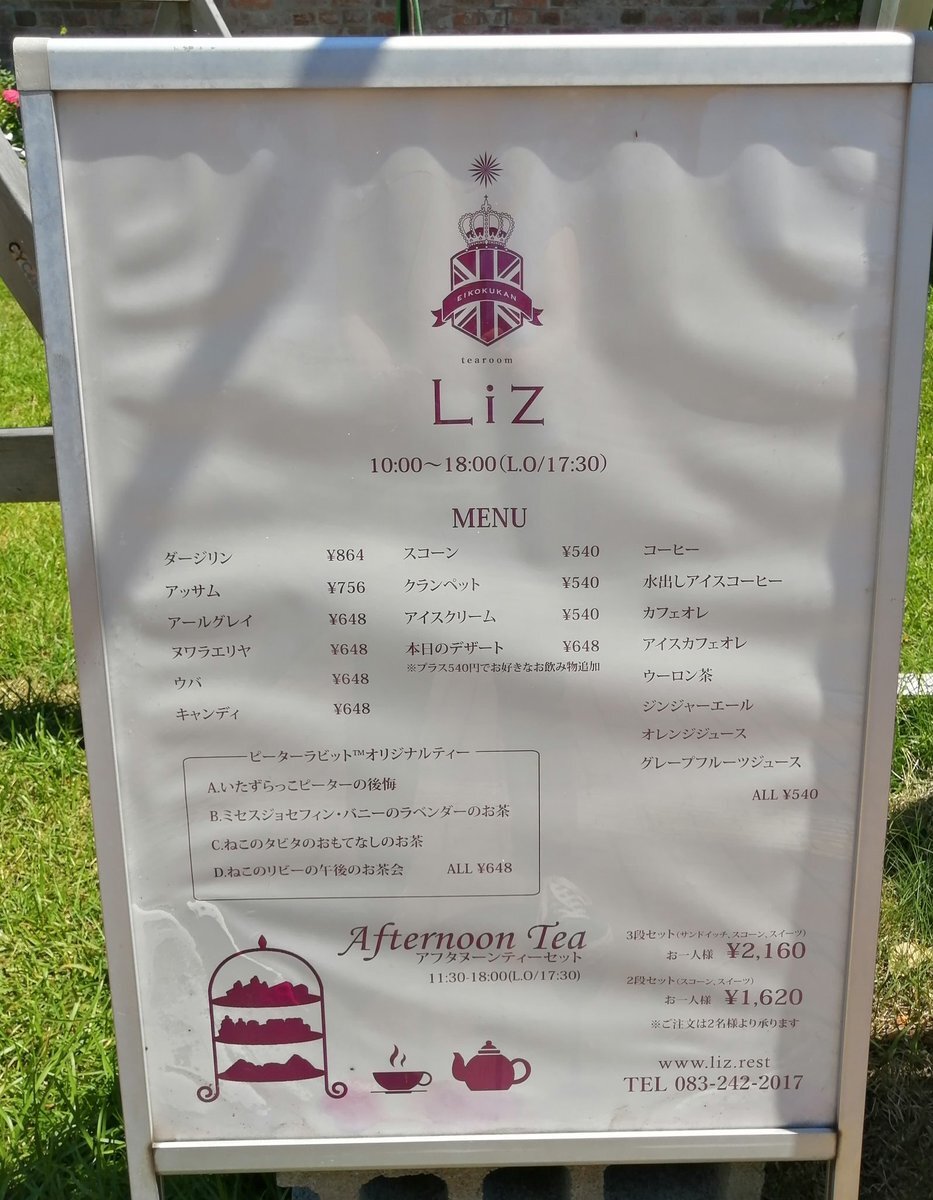 EIKOKUKAN
tearoom
Liz
10:00～18:00(L.O/17:30)
MENU
ダージリン ¥864
アッサム ¥756
アールグレイ ¥648
ヌワラエリヤ ¥648
ウバ ¥648
キャンディ ¥648
スコーン ¥540
クランペット ¥540
アイスクリーム ¥540
本日のデザート ¥648
※プラス540円でお好きなお飲み物追加
コーヒー
水出しアイスコーヒー
カフェオレ
アイスカフェオレ
ウーロン茶
ジンジャーエール
オレンジジュース
グレープフルーツジュース
ALL ¥540
ピーターラビット™オリジナルティー
A.いたずらっこピーターの後悔
B.ミセスジョセフィン・バニーのラベンダーのお茶
C.ねこのタビタのおもてなしのお茶
D.ねこのリビーの午後のお茶会 ALL ¥648
Afternoon Tea
アフタヌーンティーセット
11:30-18:00(L.O/17:30)
3段セット(サンドイッチ、スコーン、スイーツ)
お一人様 ¥2,160
2段セット(スコーン、スイーツ)
お一人様 ¥1,620
※ご注文は2名様より承ります
www.liz.rest
TEL 083-242-2017